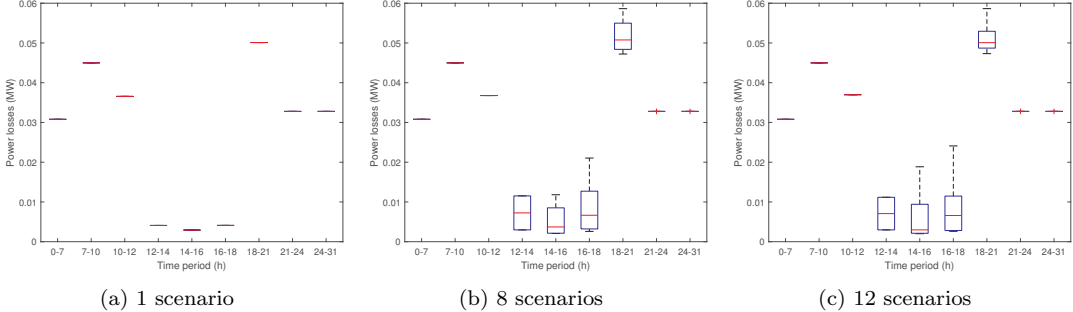 0.06
0.05
0.04
0.03
0.02
0.01
0
Power losses (MW)
0-7 7-10 10-12 12-14 14-16 16-18 18-21 21-24 24-31
Time period (h)
(a) 1 scenario
0.06
0.05
0.04
0.03
0.02
0.01
0
Power losses (MW)
0-7 7-10 10-12 12-14 14-16 16-18 18-21 21-24 24-31
Time period (h)
(b) 8 scenarios
0.06
0.05
0.04
0.03
0.02
0.01
0
Power losses (MW)
0-7 7-10 10-12 12-14 14-16 16-18 18-21 21-24 24-31
Time period (h)
(c) 12 scenarios